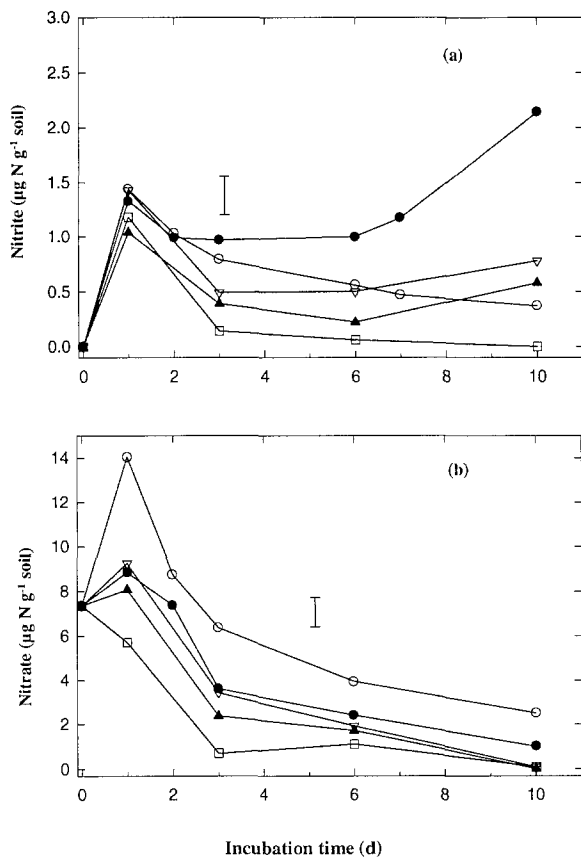 (a)
Nitrite (µg N g⁻¹ soil)
3.0
2.5
2.0
1.5
1.0
0.5
0.0
0 2 4 6 8 10
(b)
Nitrate (µg N g⁻¹ soil)
14
12
10
8
6
4
2
0
0 2 4 6 8 10
Incubation time (d)